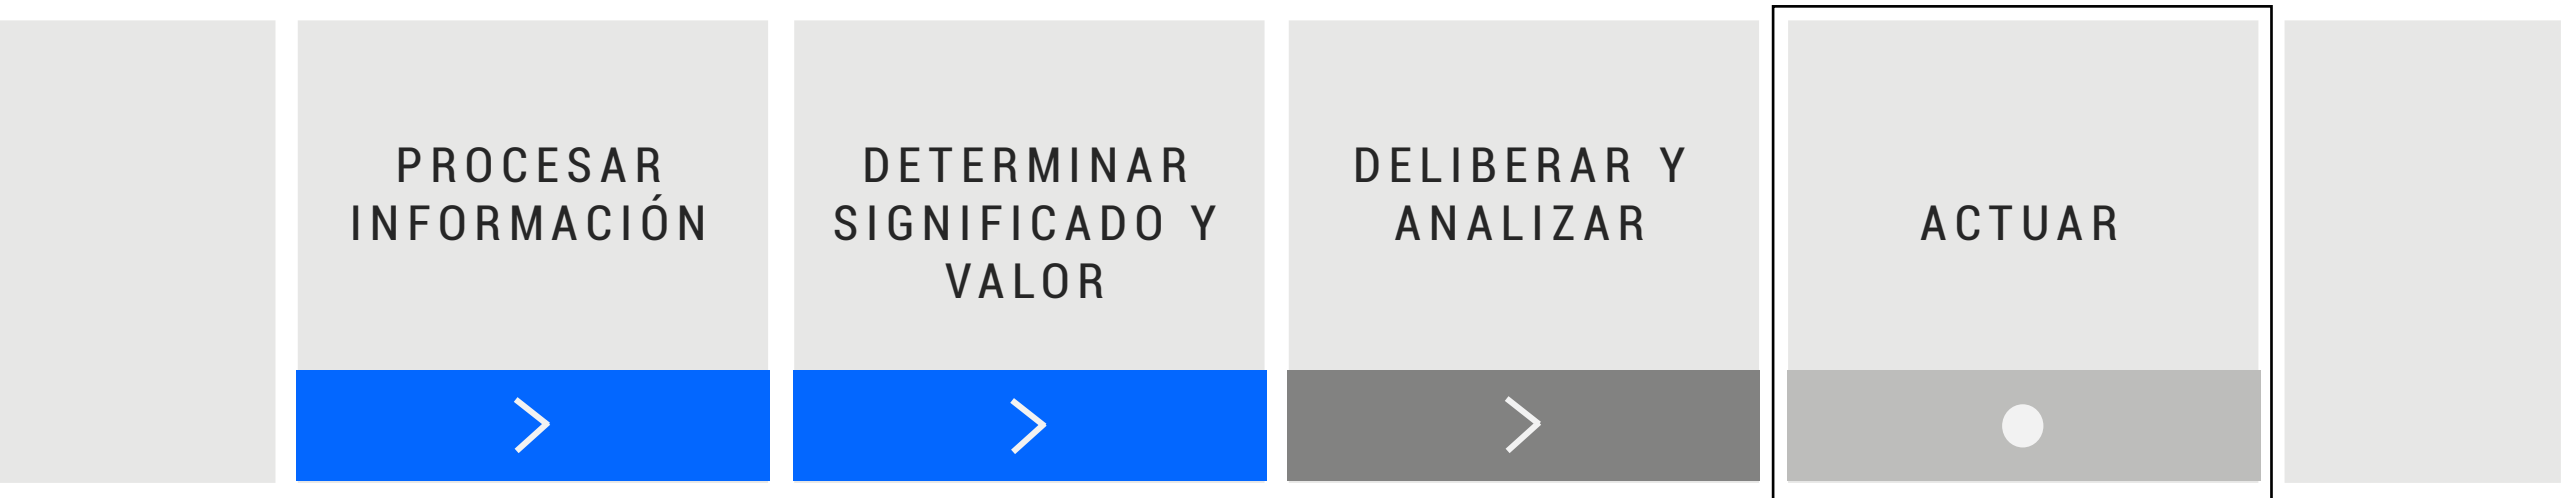 PROCESAR
INFORMACIÓN
DETERMINAR
SIGNIFICADO Y
VALOR
DELIBERAR Y
ANALIZAR
ACTUAR